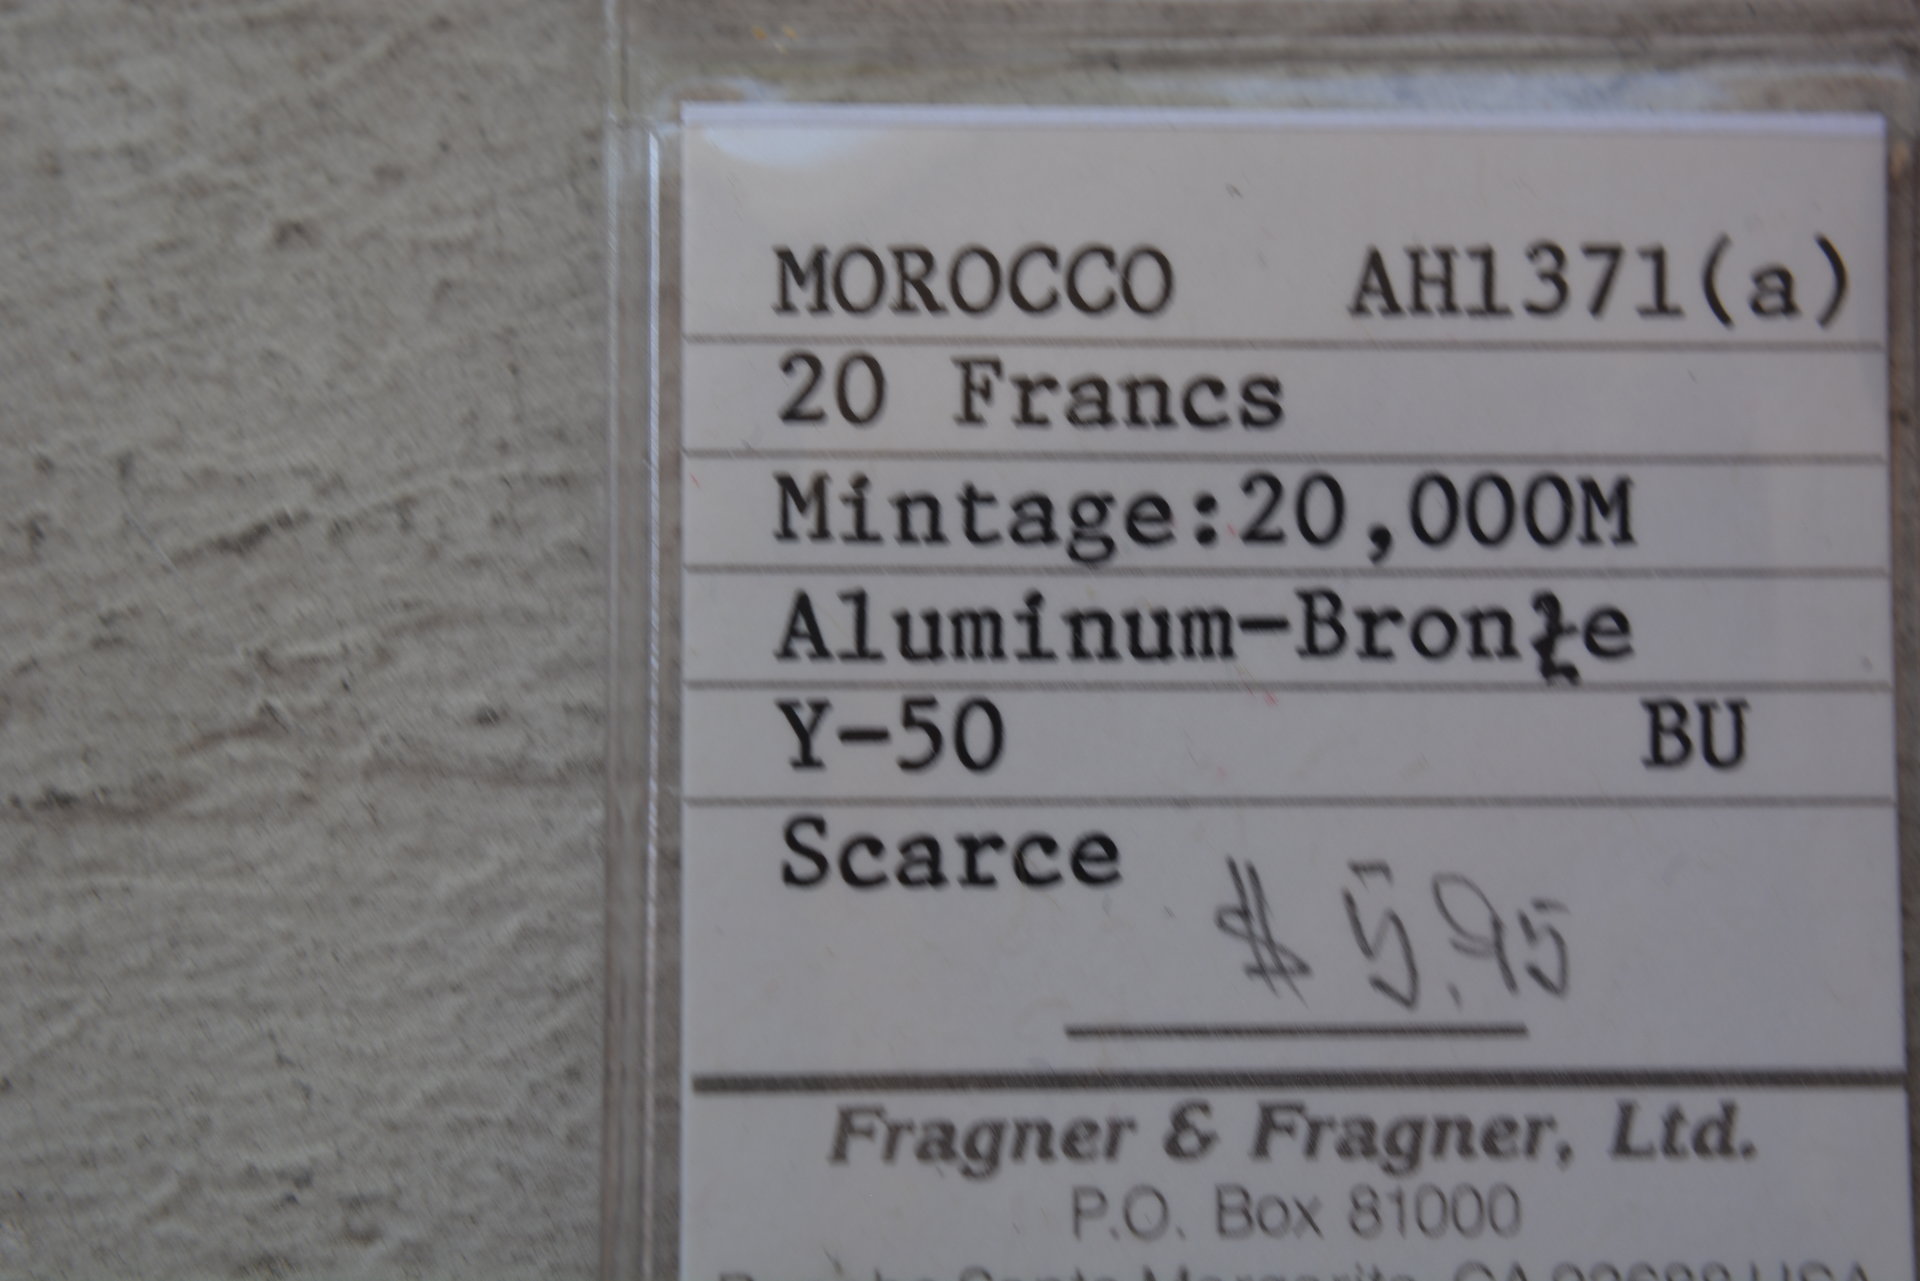 MOROCCO AH1371(a)
20 Francs
Mintage:20,000M
Aluminum-Bronze
Y-50 BU
Scarce
$ 5.95
Fragner & Fragner, Ltd.
P.O. Box 81000